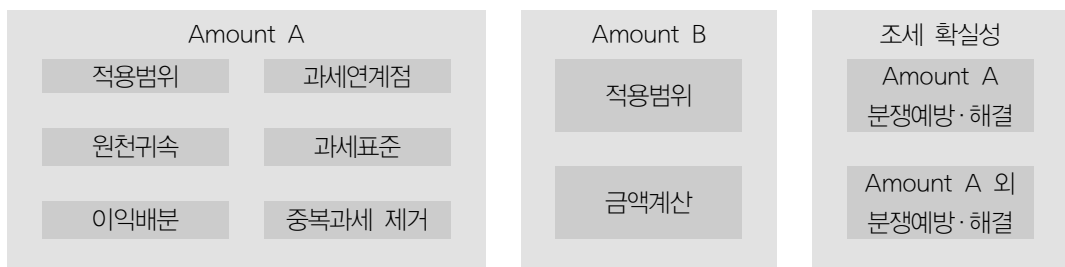 Amount A
적용범위
과세연계점
원천귀속
과세표준
이익배분
중복과세 제거
Amount B
적용범위
금액계산
조세 확실성
Amount A
분쟁예방·해결
Amount A 외
분쟁예방·해결